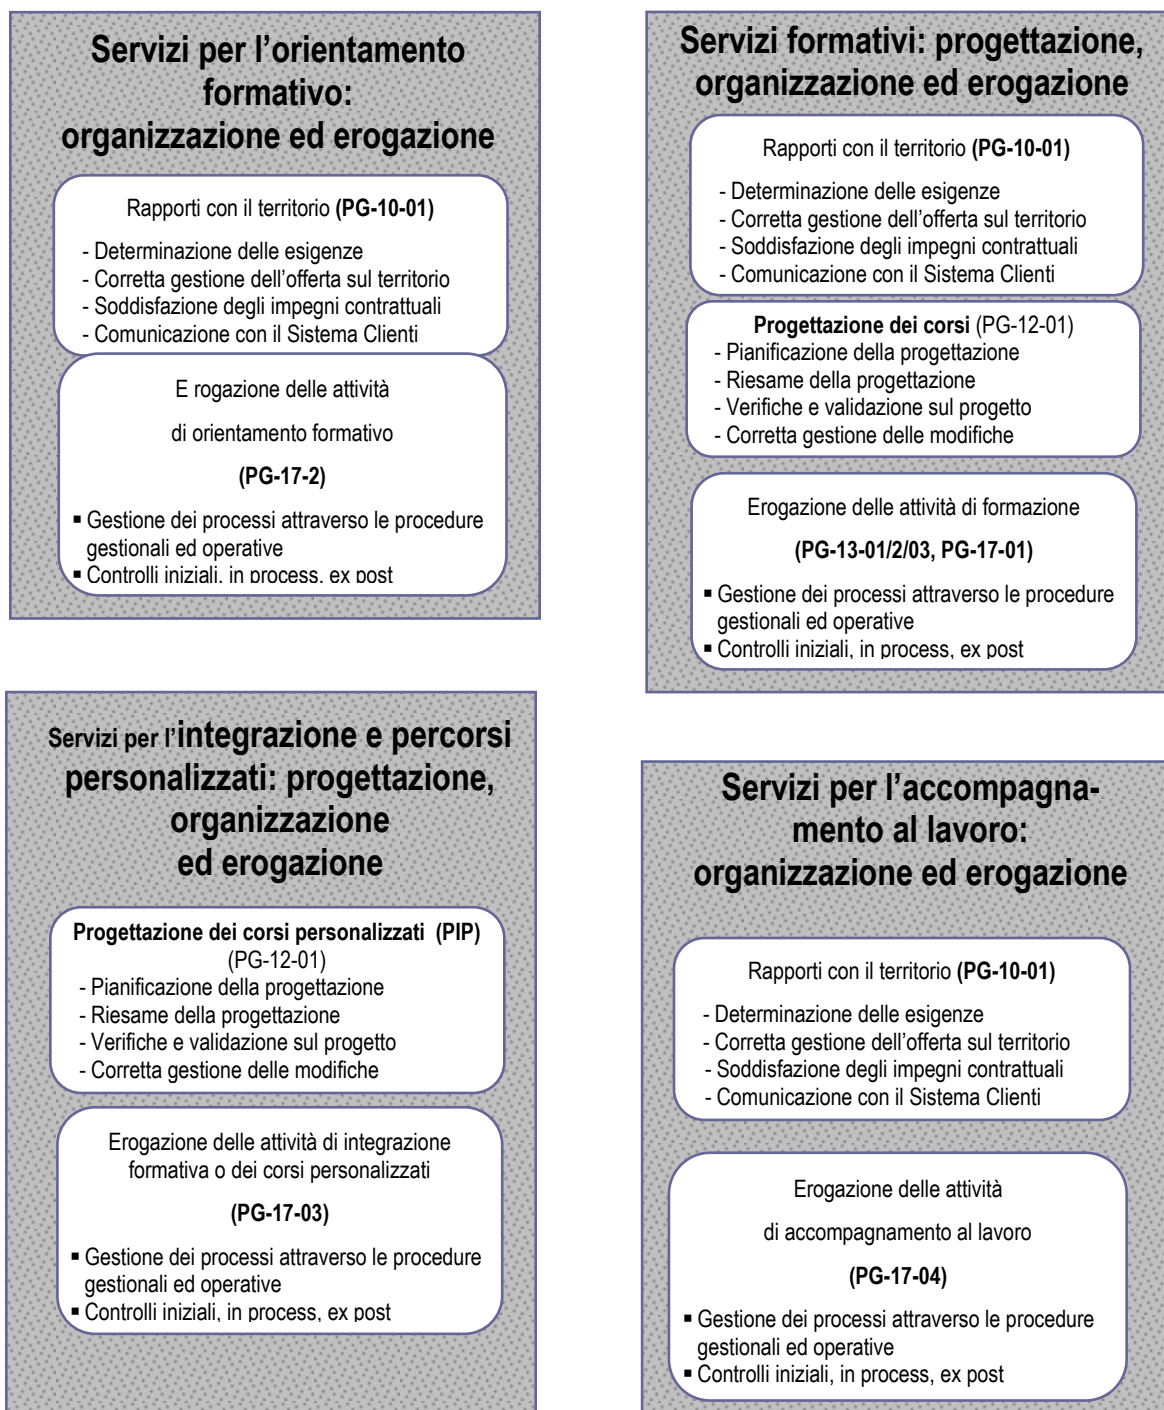 Servizi per l’orientamento
formativo:
organizzazione ed erogazione
Rapporti con il territorio (PG-10-01)
- Determinazione delle esigenze
- Corretta gestione dell’offerta sul territorio
- Soddisfazione degli impegni contrattuali
- Comunicazione con il Sistema Clienti
E rogazione delle attività
di orientamento formativo
(PG-17-2)
▪ Gestione dei processi attraverso le procedure
gestionali ed operative
▪ Controlli iniziali, in process, ex post
Servizi formativi: progettazione,
organizzazione ed erogazione
Rapporti con il territorio (PG-10-01)
- Determinazione delle esigenze
- Corretta gestione dell’offerta sul territorio
- Soddisfazione degli impegni contrattuali
- Comunicazione con il Sistema Clienti
Progettazione dei corsi (PG-12-01)
- Pianificazione della progettazione
- Riesame della progettazione
- Verifiche e validazione sul progetto
- Corretta gestione delle modifiche
Erogazione delle attività di formazione
(PG-13-01/2/03, PG-17-01)
▪ Gestione dei processi attraverso le procedure
gestionali ed operative
▪ Controlli iniziali, in process, ex post
Servizi per l’integrazione e percorsi
personalizzati: progettazione,
organizzazione
ed erogazione
Progettazione dei corsi personalizzati (PIP)
(PG-12-01)
- Pianificazione della progettazione
- Riesame della progettazione
- Verifiche e validazione sul progetto
- Corretta gestione delle modifiche
Erogazione delle attività di integrazione
formativa o dei corsi personalizzati
(PG-17-03)
▪ Gestione dei processi attraverso le procedure
gestionali ed operative
▪ Controlli iniziali, in process, ex post
Servizi per l’accompagna-
mento al lavoro:
organizzazione ed erogazione
Rapporti con il territorio (PG-10-01)
- Determinazione delle esigenze
- Corretta gestione dell’offerta sul territorio
- Soddisfazione degli impegni contrattuali
- Comunicazione con il Sistema Clienti
Erogazione delle attività
di accompagnamento al lavoro
(PG-17-04)
▪ Gestione dei processi attraverso le procedure
gestionali ed operative
▪ Controlli iniziali, in process, ex post